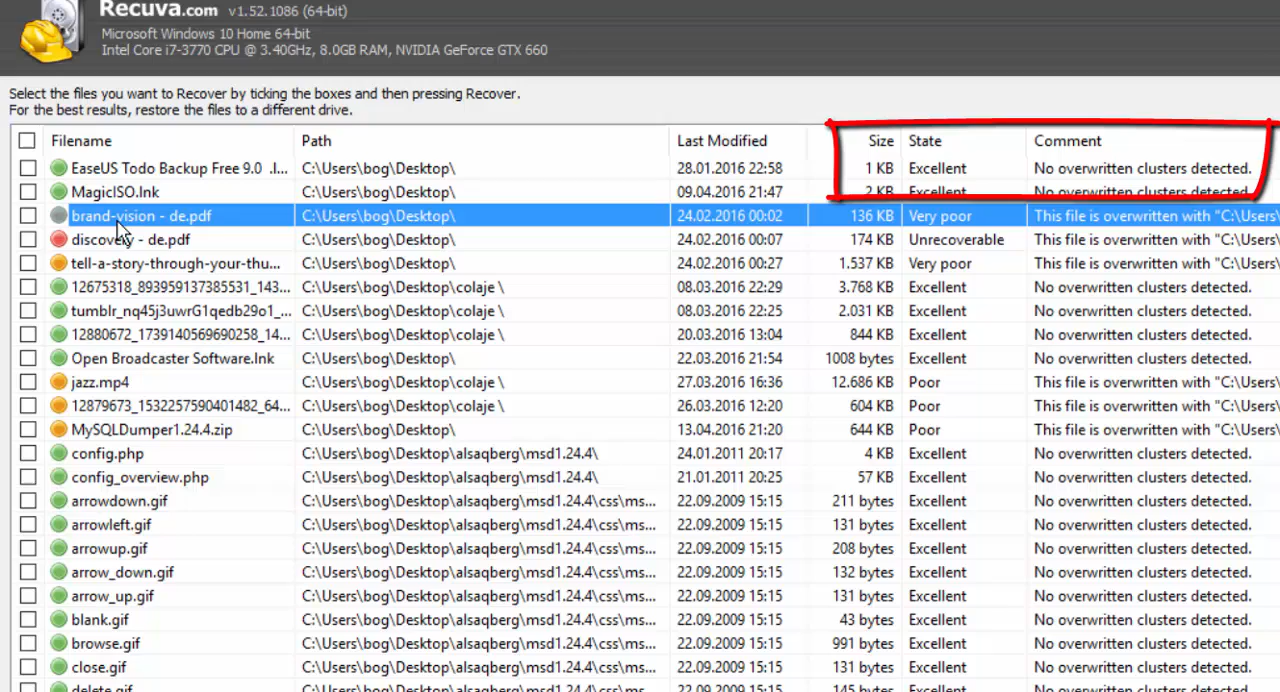 Recuva.com v1.52.1086 (64-bit)
Microsoft Windows 10 Home 64-bit
Intel Core i7-3770 CPU @ 3.40GHz, 8.0GB RAM, NVIDIA GeForce GTX 660
Select the files you want to Recover by ticking the boxes and then pressing Recover.
For the best results, restore the files to a different drive.
Filename Path Last Modified Size State Comment
EaseUS Todo Backup Free 9.0 .l... C:\Users\bog\Desktop\ 28.01.2016 22:58 1 KB Excellent No overwritten clusters detected.
MagicISO.lnk C:\Users\bog\Desktop\ 09.04.2016 21:47 2 KB Excellent No overwritten clusters detected.
brand-vision - de.pdf C:\Users\bog\Desktop\ 24.02.2016 00:02 136 KB Very poor This file is overwritten with "C:\Users\
discovery - de.pdf C:\Users\bog\Desktop\ 24.02.2016 00:07 174 KB Unrecoverable This file is overwritten with "C:\Users\
tell-a-story-through-your-thu... C:\Users\bog\Desktop\ 24.02.2016 00:27 1.537 KB Very poor This file is overwritten with "C:\Users\
12675318_893959137385531_143... C:\Users\bog\Desktop\colaje \ 08.03.2016 22:29 3.768 KB Excellent No overwritten clusters detected.
tumblr_nq45j3uwrG1qedb29o1_... C:\Users\bog\Desktop\colaje \ 08.03.2016 22:25 2.031 KB Excellent No overwritten clusters detected.
12880672_1739140569690258_14... C:\Users\bog\Desktop\colaje \ 20.03.2016 13:04 844 KB Excellent No overwritten clusters detected.
Open Broadcaster Software.lnk C:\Users\bog\Desktop\ 22.03.2016 21:54 1008 bytes Excellent No overwritten clusters detected.
jazz.mp4 C:\Users\bog\Desktop\colaje \ 27.03.2016 16:36 12.686 KB Poor This file is overwritten with "C:\Users\
12879673_1532257590401482_64... C:\Users\bog\Desktop\colaje \ 26.03.2016 12:20 604 KB Poor This file is overwritten with "C:\Users\
MySQLDumper1.24.4.zip C:\Users\bog\Desktop\ 13.04.2016 21:20 644 KB Poor This file is overwritten with "C:\Users\
config.php C:\Users\bog\Desktop\alsaqberg\msd1.24.4\ 24.01.2011 20:17 4 KB Excellent No overwritten clusters detected.
config_overview.php C:\Users\bog\Desktop\alsaqberg\msd1.24.4\ 21.01.2011 20:25 57 KB Excellent No overwritten clusters detected.
arrowdown.gif C:\Users\bog\Desktop\alsaqberg\msd1.24.4\css\ms... 22.09.2009 15:15 211 bytes Excellent No overwritten clusters detected.
arrowleft.gif C:\Users\bog\Desktop\alsaqberg\msd1.24.4\css\ms... 22.09.2009 15:15 131 bytes Excellent No overwritten clusters detected.
arrowup.gif C:\Users\bog\Desktop\alsaqberg\msd1.24.4\css\ms... 22.09.2009 15:15 208 bytes Excellent No overwritten clusters detected.
arrow_down.gif C:\Users\bog\Desktop\alsaqberg\msd1.24.4\css\ms... 22.09.2009 15:15 132 bytes Excellent No overwritten clusters detected.
arrow_up.gif C:\Users\bog\Desktop\alsaqberg\msd1.24.4\css\ms... 22.09.2009 15:15 135 bytes Excellent No overwritten clusters detected.
blank.gif C:\Users\bog\Desktop\alsaqberg\msd1.24.4\css\ms... 22.09.2009 15:15 43 bytes Excellent No overwritten clusters detected.
browse.gif C:\Users\bog\Desktop\alsaqberg\msd1.24.4\css\ms... 22.09.2009 15:15 991 bytes Excellent No overwritten clusters detected.
close.gif C:\Users\bog\Desktop\alsaqberg\msd1.24.4\css\ms... 22.09.2009 15:15 131 bytes Excellent No overwritten clusters detected.
delete.gif C:\Users\bog\Desktop\alsaqberg\msd1.24.4\css\ms... 22.09.2009 15:15 145 bytes Excellent No overwritten clusters detected.